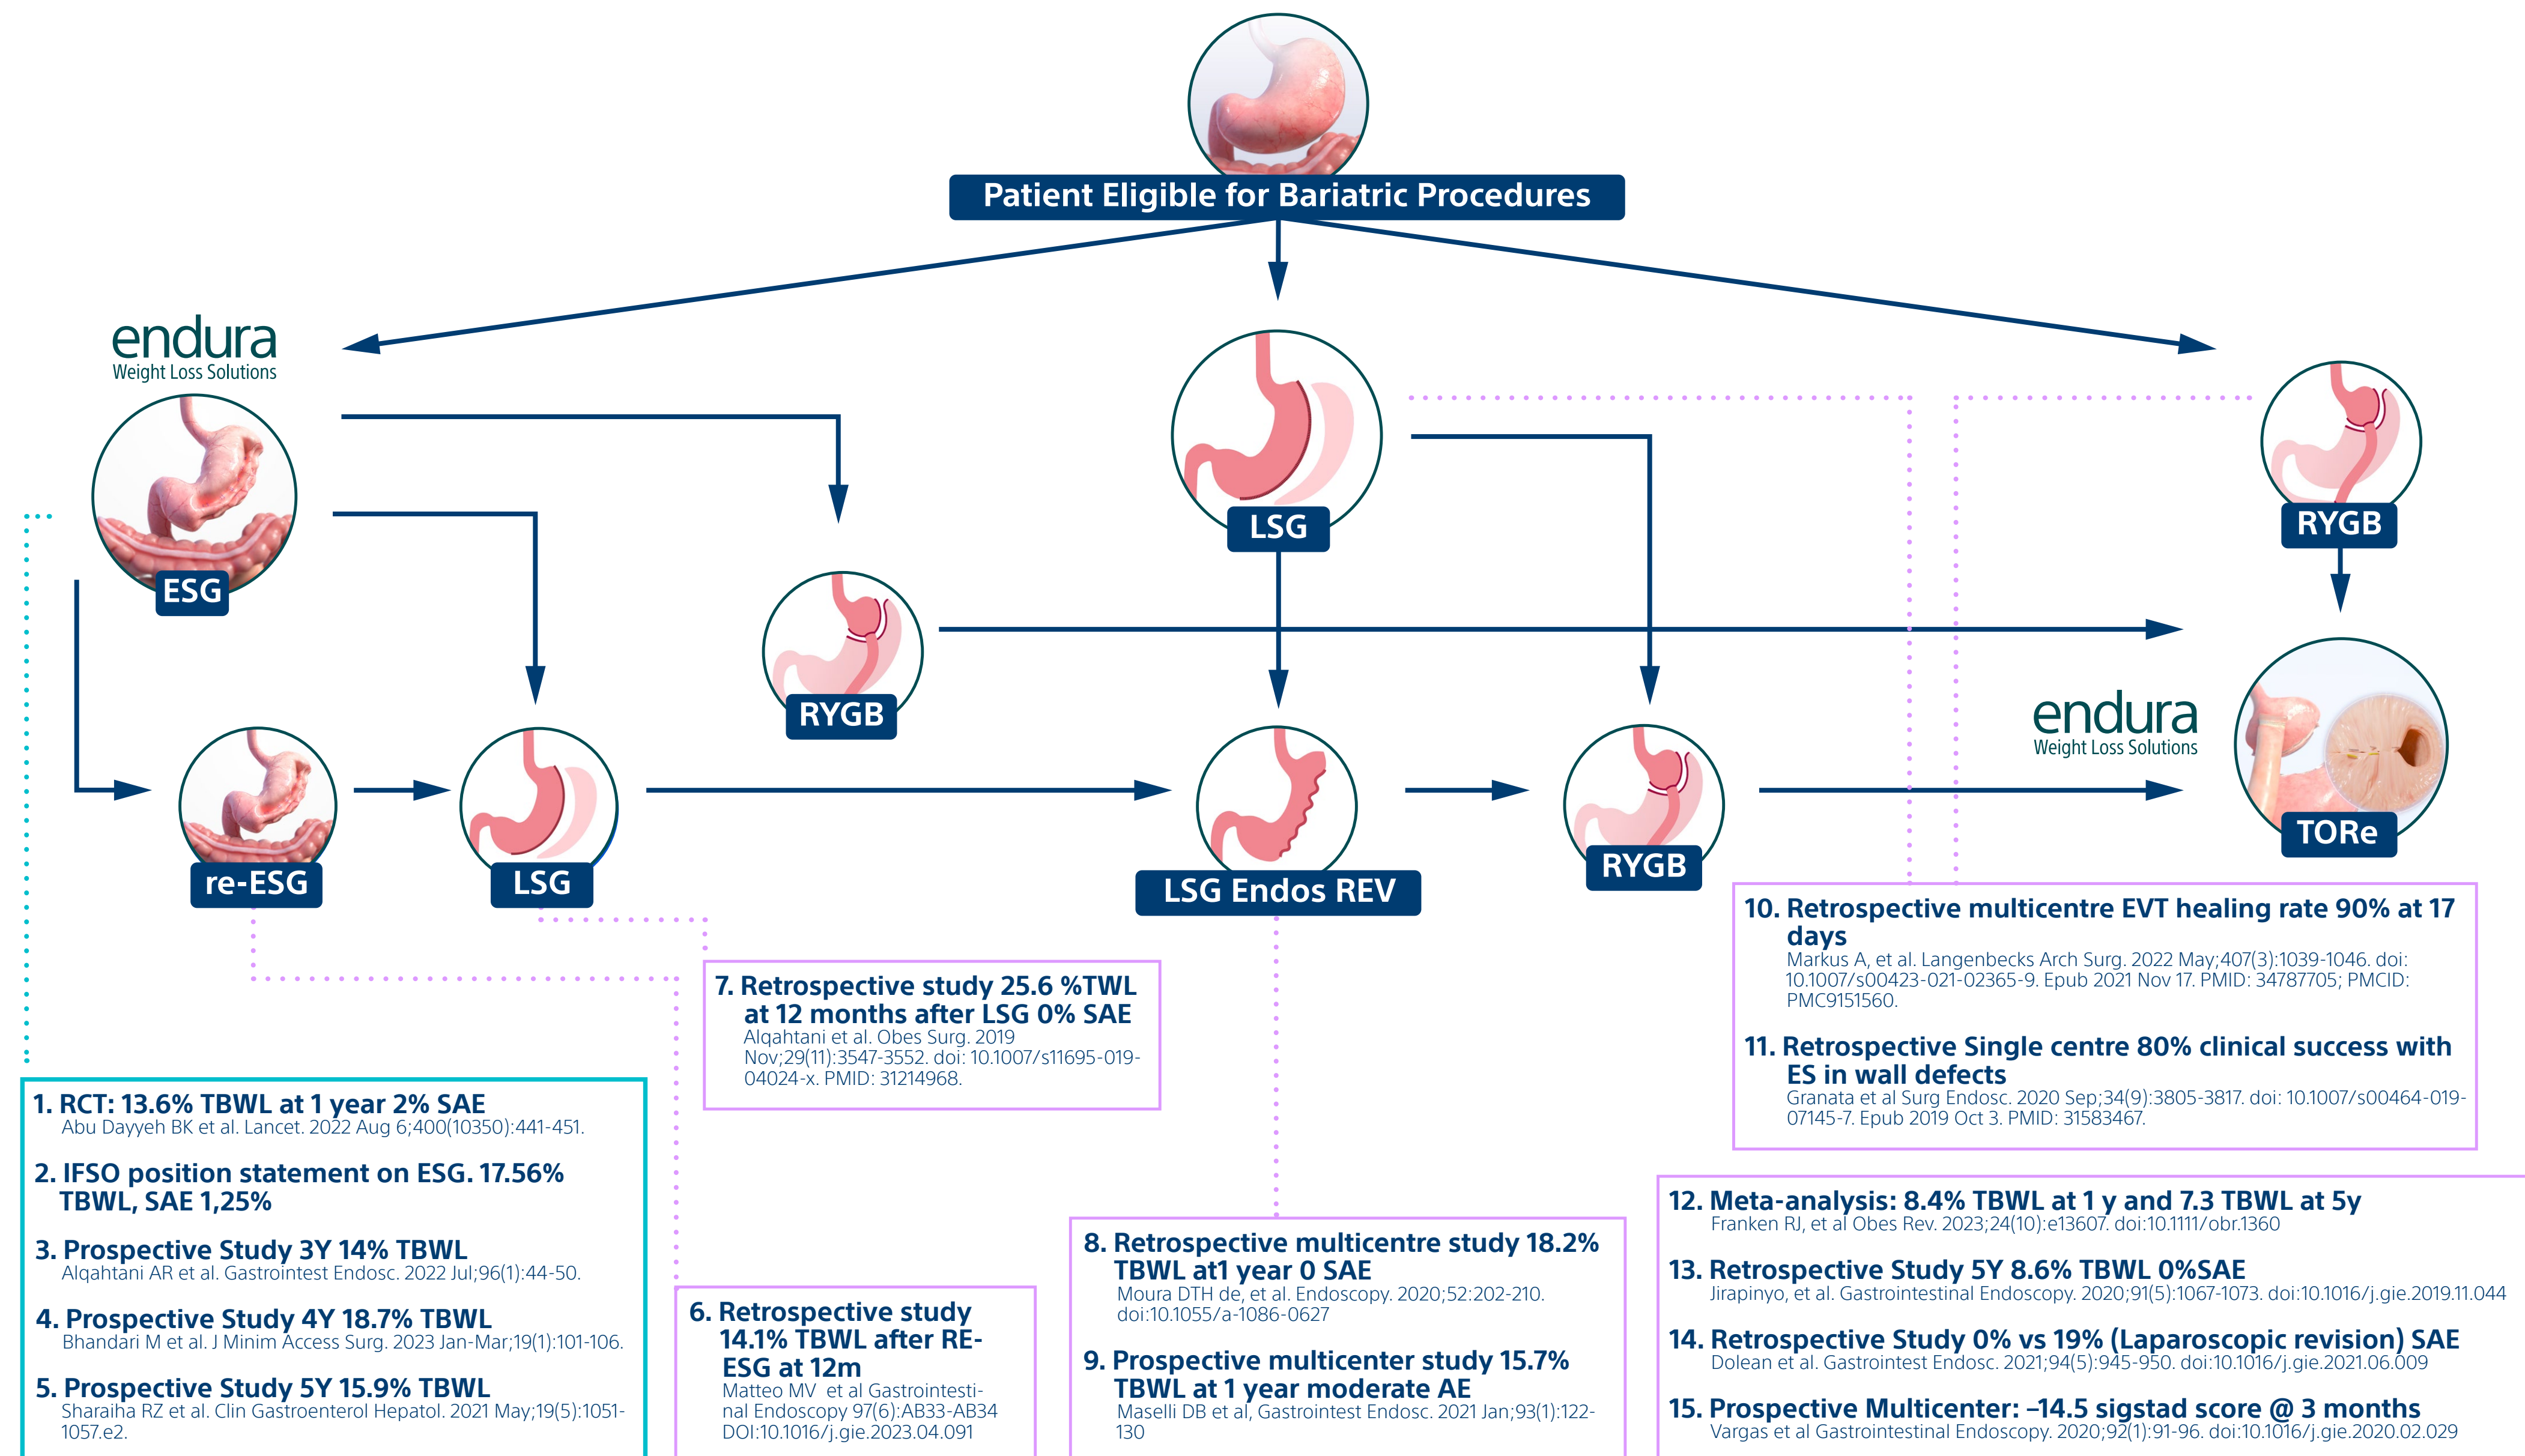 Patient Eligible for Bariatric Procedures
endura
Weight Loss Solutions
ESG
LSG
RYGB
RYGB
endura
Weight Loss Solutions
re-ESG
LSG
LSG Endos REV
RYGB
TORe
1. RCT: 13.6% TBWL at 1 year 2% SAE
Abu Dayyeh BK et al. Lancet. 2022 Aug 6;400(10350):441-451.
2. IFSO position statement on ESG. 17.56%
TBWL, SAE 1,25%
3. Prospective Study 3Y 14% TBWL
Alqahtani AR et al. Gastrointest Endosc. 2022 Jul;96(1):44-50.
4. Prospective Study 4Y 18.7% TBWL
Bhandari M et al. J Minim Access Surg. 2023 Jan-Mar;19(1):101-106.
5. Prospective Study 5Y 15.9% TBWL
Sharaiha RZ et al. Clin Gastroenterol Hepatol. 2021 May;19(5):1051-
1057.e2.
6. Retrospective study
14.1% TBWL after RE-
ESG at 12m
Matteo MV et al Gastrointesti-
nal Endoscopy 97(6):AB33-AB34
DOI:10.1016/j.gie.2023.04.091
7. Retrospective study 25.6 %TWL
at 12 months after LSG 0% SAE
Alqahtani et al. Obes Surg. 2019
Nov;29(11):3547-3552. doi: 10.1007/s11695-019-
04024-x. PMID: 31214968.
8. Retrospective multicentre study 18.2%
TBWL at1 year 0 SAE
Moura DTH de, et al. Endoscopy. 2020;52:202-210.
doi:10.1055/a-1086-0627
9. Prospective multicenter study 15.7%
TBWL at 1 year moderate AE
Maselli DB et al, Gastrointest Endosc. 2021 Jan;93(1):122-
130
10. Retrospective multicentre EVT healing rate 90% at 17
days
Markus A, et al. Langenbecks Arch Surg. 2022 May;407(3):1039-1046. doi:
10.1007/s00423-021-02365-9. Epub 2021 Nov 17. PMID: 34787705; PMCID:
PMC9151560.
11. Retrospective Single centre 80% clinical success with
ES in wall defects
Granata et al Surg Endosc. 2020 Sep;34(9):3805-3817. doi: 10.1007/s00464-019-
07145-7. Epub 2019 Oct 3. PMID: 31583467.
12. Meta-analysis: 8.4% TBWL at 1 y and 7.3 TBWL at 5y
Franken RJ, et al Obes Rev. 2023;24(10):e13607. doi:10.1111/obr.1360
13. Retrospective Study 5Y 8.6% TBWL 0%SAE
Jirapinyo, et al. Gastrointestinal Endoscopy. 2020;91(5):1067-1073. doi:10.1016/j.gie.2019.11.044
14. Retrospective Study 0% vs 19% (Laparoscopic revision) SAE
Dolean et al. Gastrointest Endosc. 2021;94(5):945-950. doi:10.1016/j.gie.2021.06.009
15. Prospective Multicenter: –14.5 sigstad score @ 3 months
Vargas et al Gastrointestinal Endoscopy. 2020;92(1):91-96. doi:10.1016/j.gie.2020.02.029